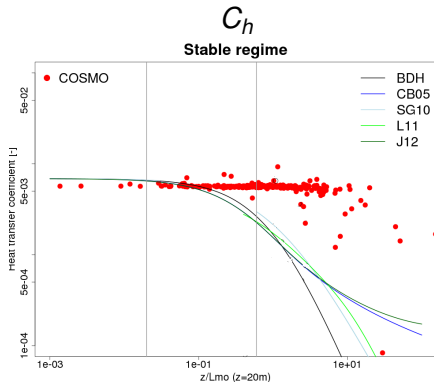 Ch
Stable regime
COSMO
BDH
CB05
SG10
L11
J12
Heat transfer coefficient [-]
5e-02
5e-03
5e-04
1e-04
1e-03
1e-01
1e+01
z/Lmo (z=20m)